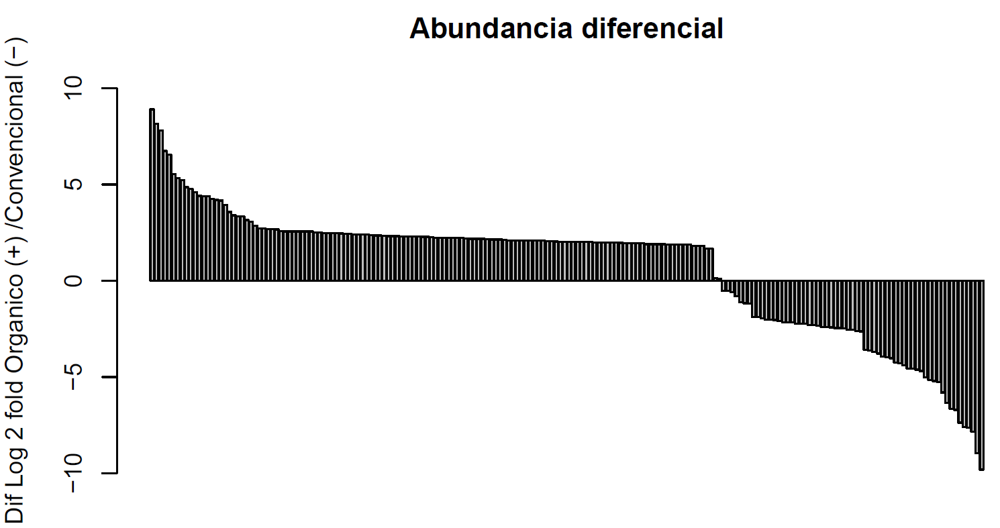 Abundancia diferencial
Dif Log 2 fold Organico (+) /Convencional (−)
10
5
0
−5
−10